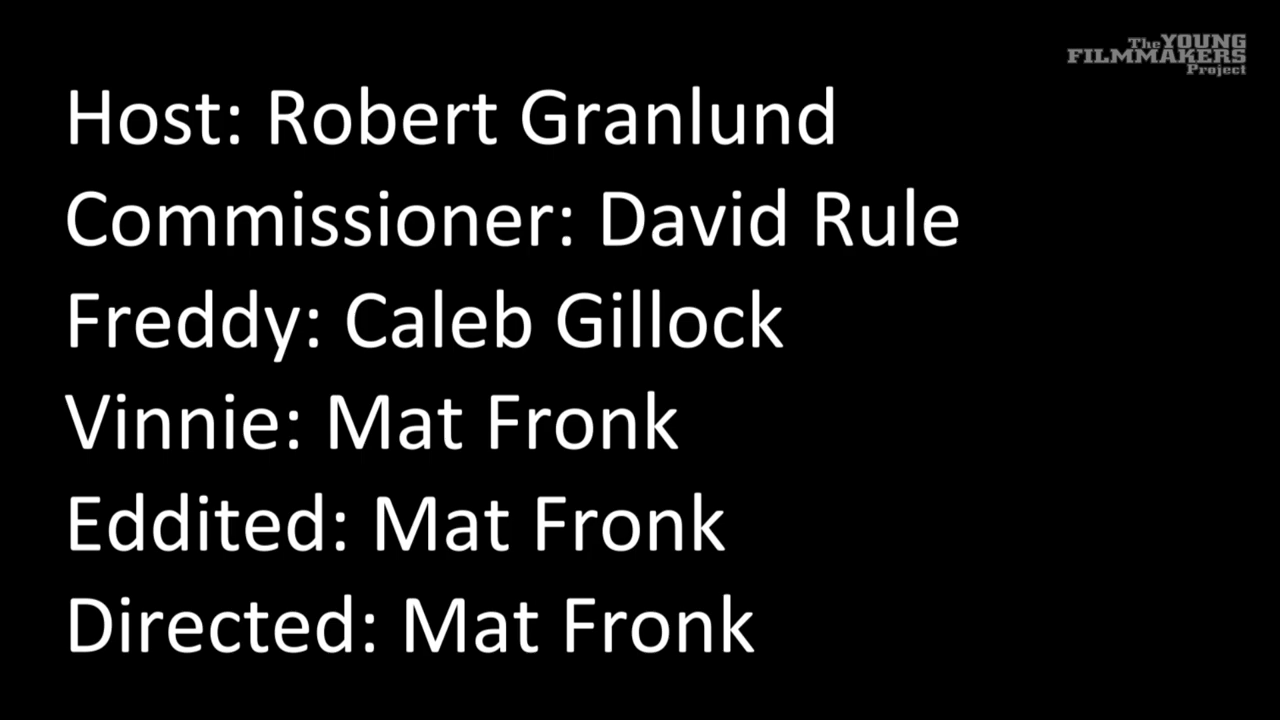 The YOUNG
FILMMAKERS
Project
Host: Robert Granlund
Commissioner: David Rule
Freddy: Caleb Gillock
Vinnie: Mat Fronk
Eddited: Mat Fronk
Directed: Mat Fronk